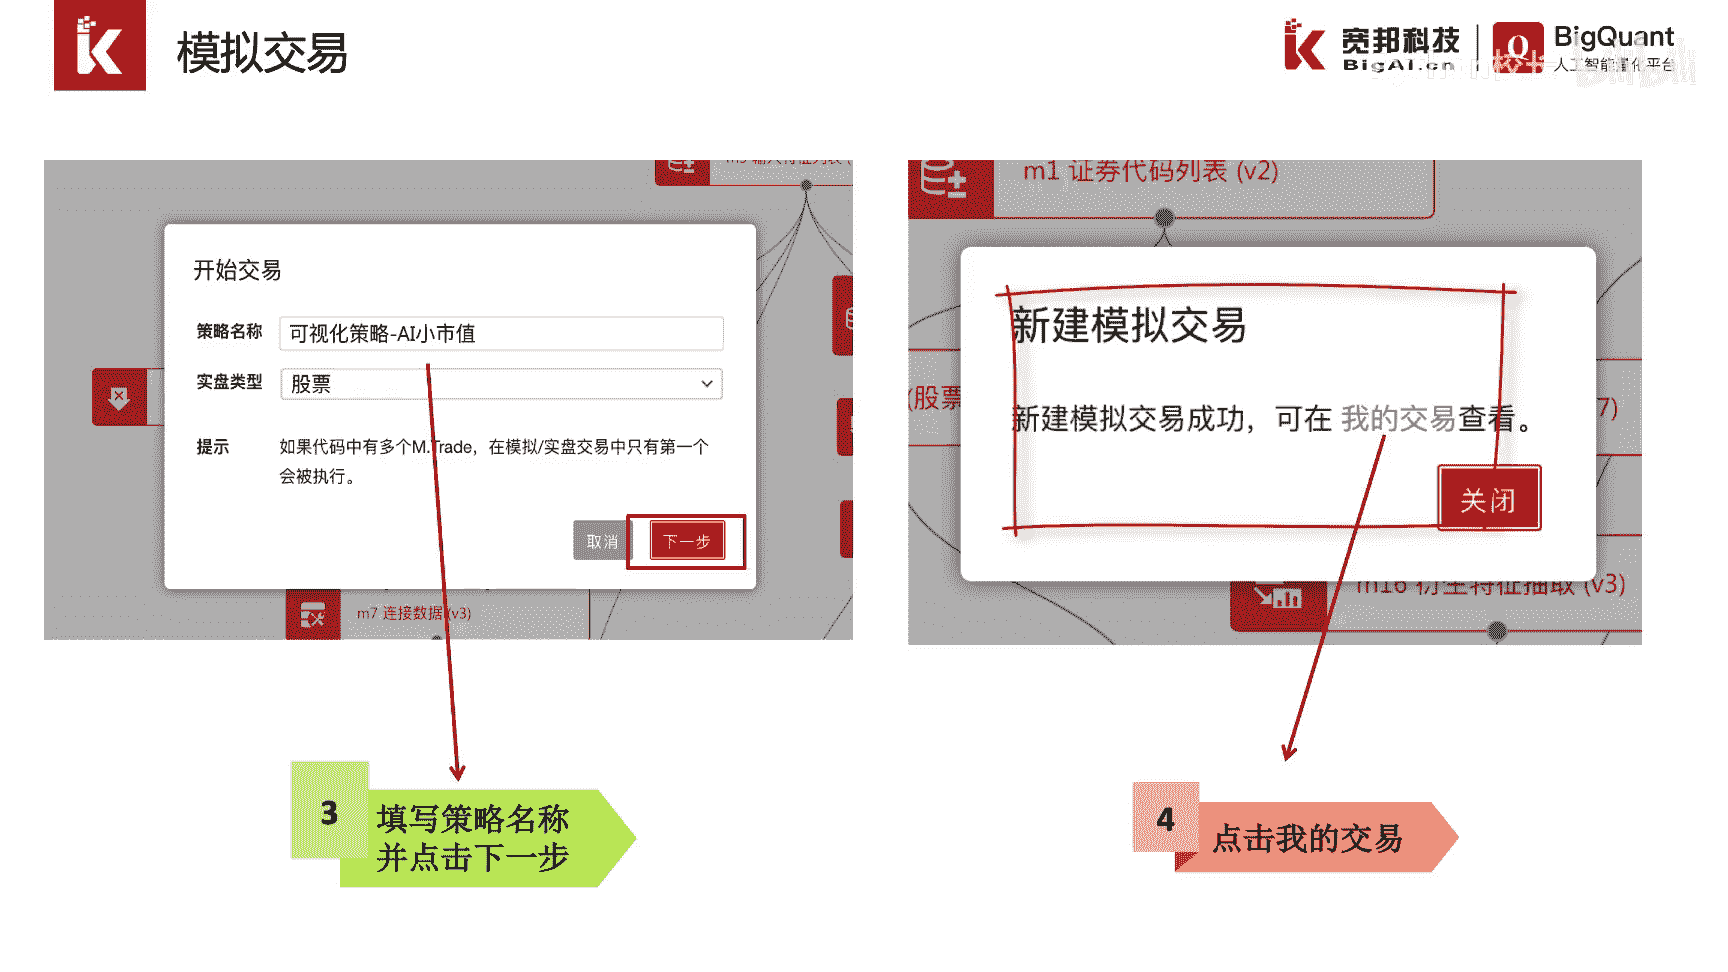 模拟交易
宽邦科技
BigAI.cn
BigQuant
人工智能量化平台
开始交易
策略名称 可视化策略-AI小市值
实盘类型 股票
提示 如果代码中有多个M.Trade，在模拟/实盘交易中只有第一个
会被执行。
取消 下一步
m7 连接数据 (v3)
m1 证券代码列表 (v2)
新建模拟交易
(股票
7)
新建模拟交易成功，可在 我的交易查看。
关闭
m16 衍生特征抽取 (v3)
3
填写策略名称
并点击下一步
4
点击我的交易